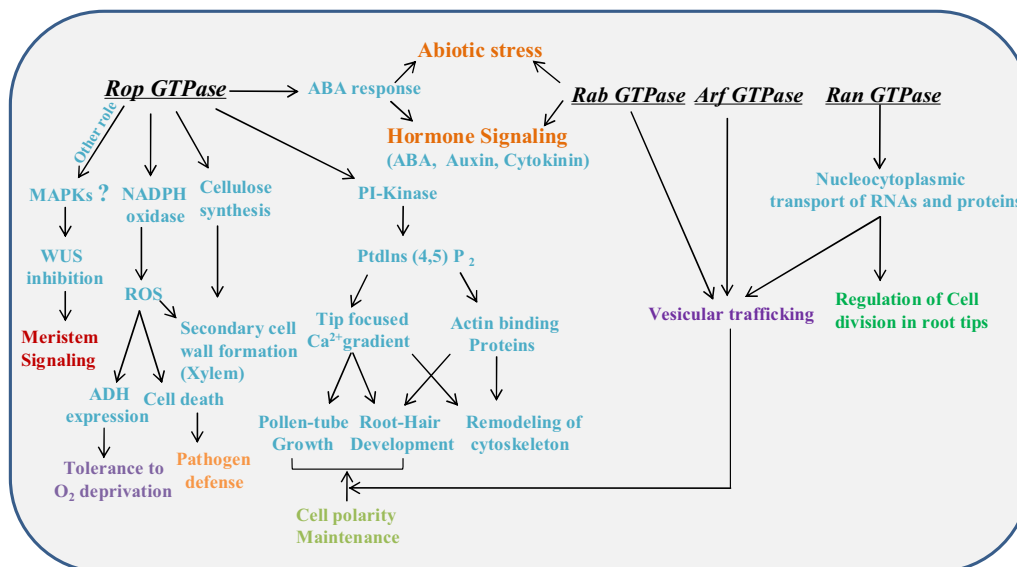 Abiotic stress
Rop GTPase
ABA response
Rab GTPase
Arf GTPase
Ran GTPase
Other role
Hormone Signaling
(ABA, Auxin, Cytokinin)
MAPKs ?
NADPH
oxidase
Cellulose
synthesis
PI-Kinase
Nucleocytoplasmic
transport of RNAs and proteins
WUS
inhibition
PtdIns (4,5) P 2
ROS
Meristem
Signaling
Secondary cell
wall formation
(Xylem)
Tip focused
Ca2+gradient
Actin binding
Proteins
Vesicular trafficking
Regulation of Cell
division in root tips
ADH
expression
Cell death
Pollen-tube
Growth
Root-Hair
Development
Remodeling of
cytoskeleton
Tolerance to
O2 deprivation
Pathogen
defense
Cell polarity
Maintenance